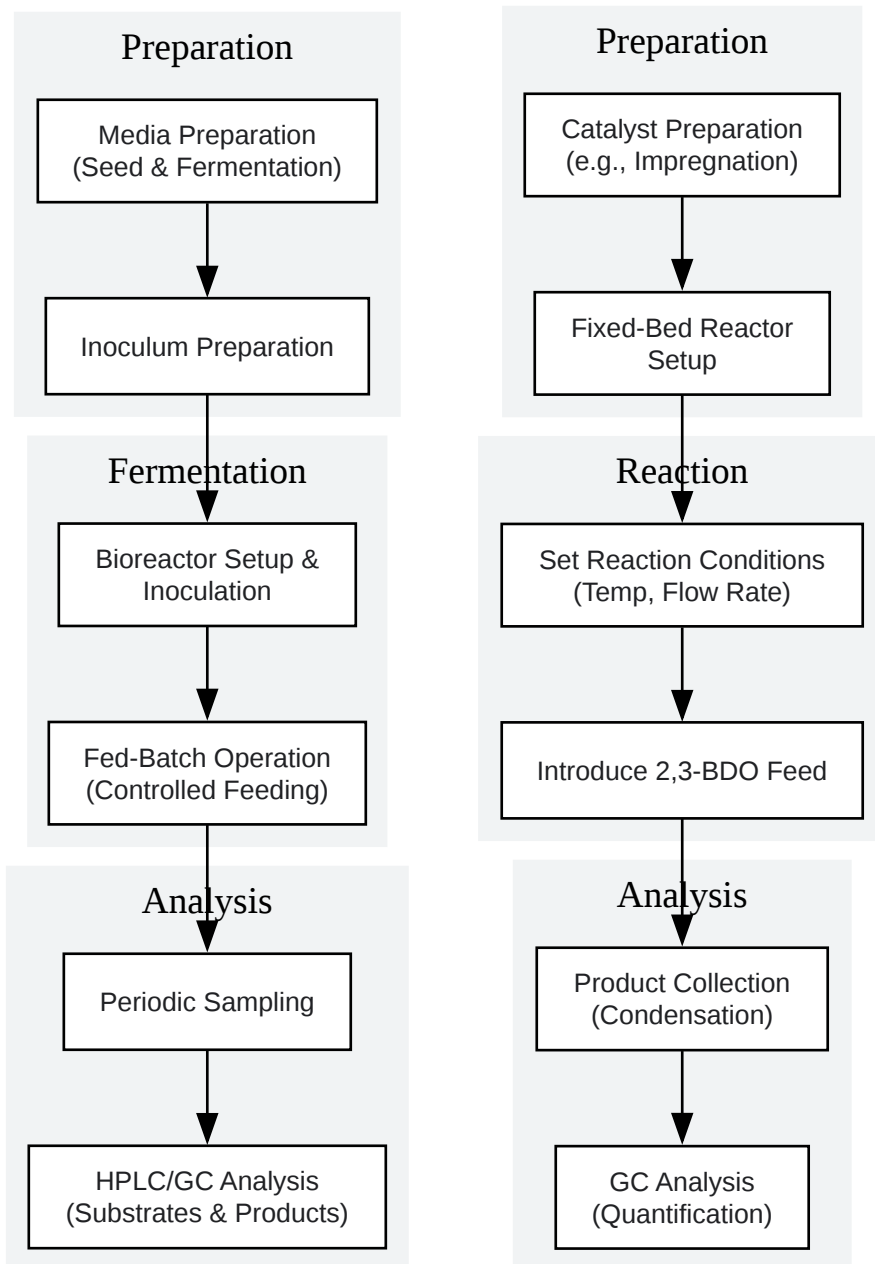 Preparation
Media Preparation
(Seed & Fermentation)
Inoculum Preparation
Fermentation
Bioreactor Setup &
Inoculation
Fed-Batch Operation
(Controlled Feeding)
Analysis
Periodic Sampling
HPLC/GC Analysis
(Substrates & Products)
Preparation
Catalyst Preparation
(e.g., Impregnation)
Fixed-Bed Reactor
Setup
Reaction
Set Reaction Conditions
(Temp, Flow Rate)
Introduce 2,3-BDO Feed
Analysis
Product Collection
(Condensation)
GC Analysis
(Quantification)